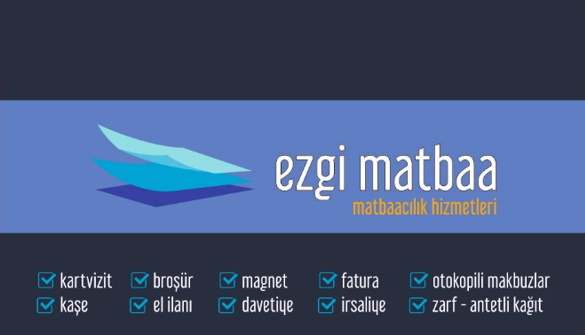 ezgi matbaa
matbaacılık hizmetleri
kartvizit broşür magnet fatura otokopili makbuzlar
kaşe el ilanı davetiye irsaliye zarf - antetli kağıt